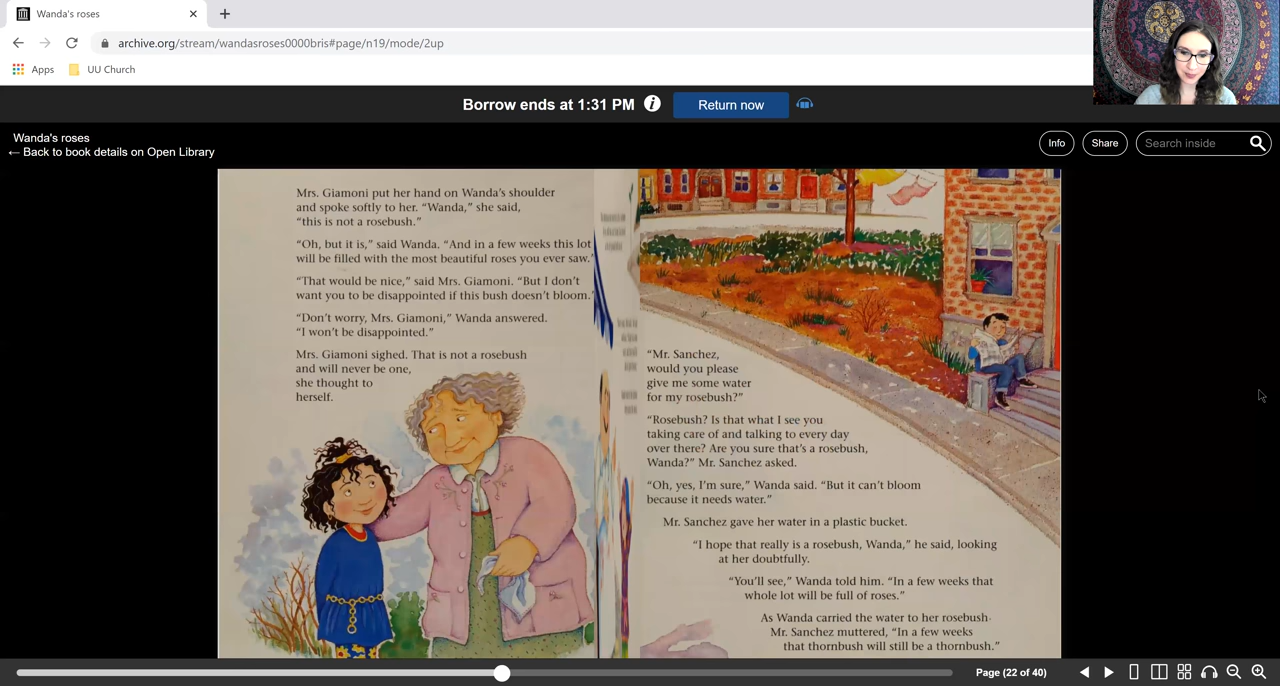 Wanda's roses
archive.org/stream/wandasroses0000bris#page/n19/mode/2up
Apps
UU Church
Borrow ends at 1:31 PM
Return now
Wanda's roses
← Back to book details on Open Library
Info
Share
Search inside
Mrs. Giamoni put her hand on Wanda's shoulder
and spoke softly to her. “Wanda,” she said,
“this is not a rosebush.”
“Oh, but it is,” said Wanda. “And in a few weeks this lot
will be filled with the most beautiful roses you ever saw.”
“That would be nice,” said Mrs. Giamoni. “But I don't
want you to be disappointed if this bush doesn't bloom.”
“Don't worry, Mrs. Giamoni,” Wanda answered.
“I won't be disappointed.”
Mrs. Giamoni sighed. That is not a rosebush
and will never be one,
she thought to
herself.
“Mr. Sanchez,
would you please
give me some water
for my rosebush?”
“Rosebush? Is that what I see you
taking care of and talking to every day
over there? Are you sure that's a rosebush,
Wanda?” Mr. Sanchez asked.
“Oh, yes, I'm sure,” Wanda said. “But it can't bloom
because it needs water.”
Mr. Sanchez gave her water in a plastic bucket.
“I hope that really is a rosebush, Wanda,” he said, looking
at her doubtfully.
“You'll see,” Wanda told him. “In a few weeks that
whole lot will be full of roses.”
As Wanda carried the water to her rosebush
Mr. Sanchez muttered, “In a few weeks
that thornbush will still be a thornbush.”
Page (22 of 40)